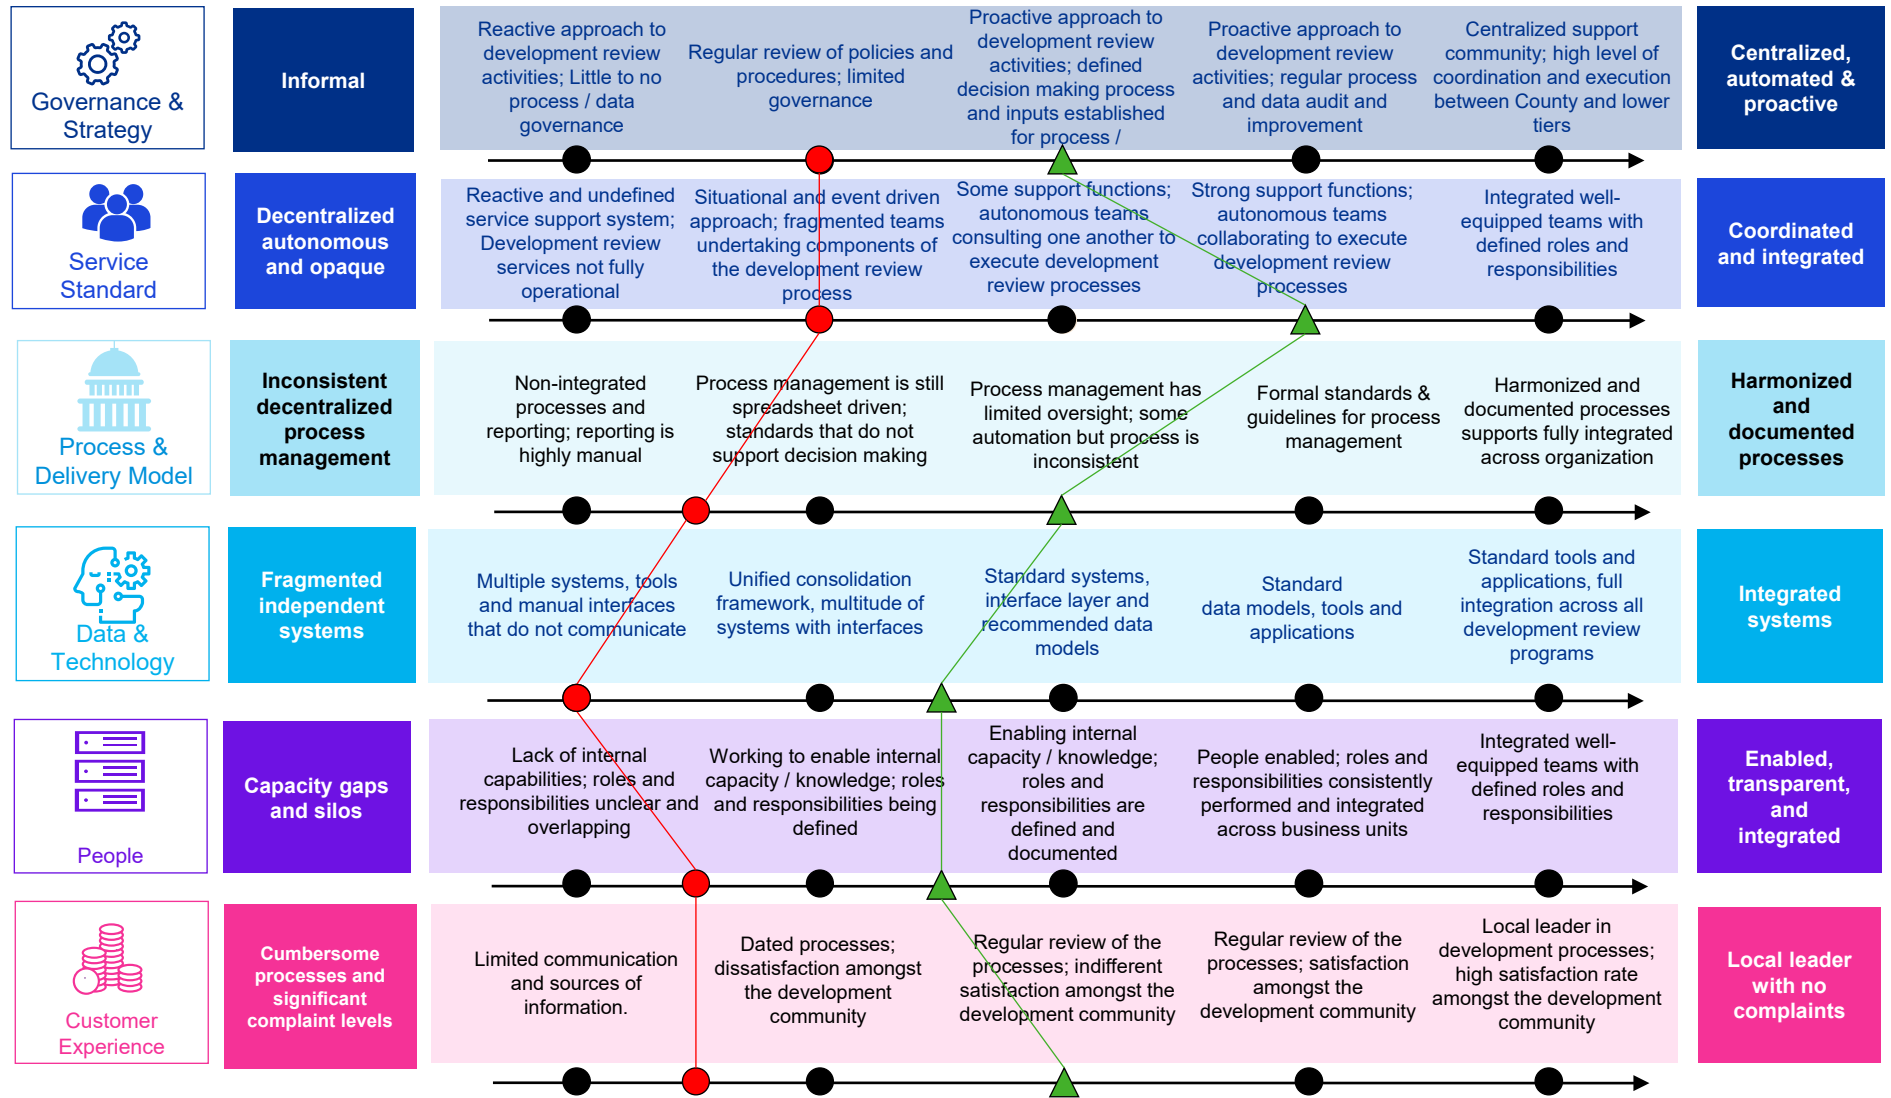 Governance &
Strategy
Informal
Reactive approach to
development review
activities; Little to no
process / data
governance
Regular review of policies and
procedures; limited
governance
Proactive approach to
development review
activities; defined
decision making process
and inputs established
for process /
Proactive approach to
development review
activities; regular process
and data audit and
improvement
Centralized support
community; high level of
coordination and execution
between County and lower
tiers
Centralized,
automated &
proactive
Service
Standard
Decentralized
autonomous
and opaque
Reactive and undefined
service support system;
Development review
services not fully
operational
Situational and event driven
approach; fragmented teams
undertaking components of
the development review
process
Some support functions;
autonomous teams
consulting one another to
execute development
review processes
Strong support functions;
autonomous teams
collaborating to execute
development review
processes
Integrated well-
equipped teams with
defined roles and
responsibilities
Coordinated
and integrated
Process &
Delivery Model
Inconsistent
decentralized
process
management
Non-integrated
processes and
reporting; reporting is
highly manual
Process management is still
spreadsheet driven;
standards that do not
support decision making
Process management has
limited oversight; some
automation but process is
inconsistent
Formal standards &
guidelines for process
management
Harmonized and
documented processes
supports fully integrated
across organization
Harmonized
and
documented
processes
Data &
Technology
Fragmented
independent
systems
Multiple systems, tools
and manual interfaces
that do not communicate
Unified consolidation
framework, multitude of
systems with interfaces
Standard systems,
interface layer and
recommended data
models
Standard
data models, tools and
applications
Standard tools and
applications, full
integration across all
development review
programs
Integrated
systems
People
Capacity gaps
and silos
Lack of internal
capabilities; roles and
responsibilities unclear and
overlapping
Working to enable internal
capacity / knowledge; roles
and responsibilities being
defined
Enabling internal
capacity / knowledge;
roles and
responsibilities are
defined and
documented
People enabled; roles and
responsibilities consistently
performed and integrated
across business units
Integrated well-
equipped teams with
defined roles and
responsibilities
Enabled,
transparent,
and
integrated
Customer
Experience
Cumbersome
processes and
significant
complaint levels
Limited communication
and sources of
information.
Dated processes;
dissatisfaction amongst
the development
community
Regular review of the
processes; indifferent
satisfaction amongst the
development community
Regular review of the
processes; satisfaction
amongst the
development community
Local leader in
development processes;
high satisfaction rate
amongst the development
community
Local leader
with no
complaints